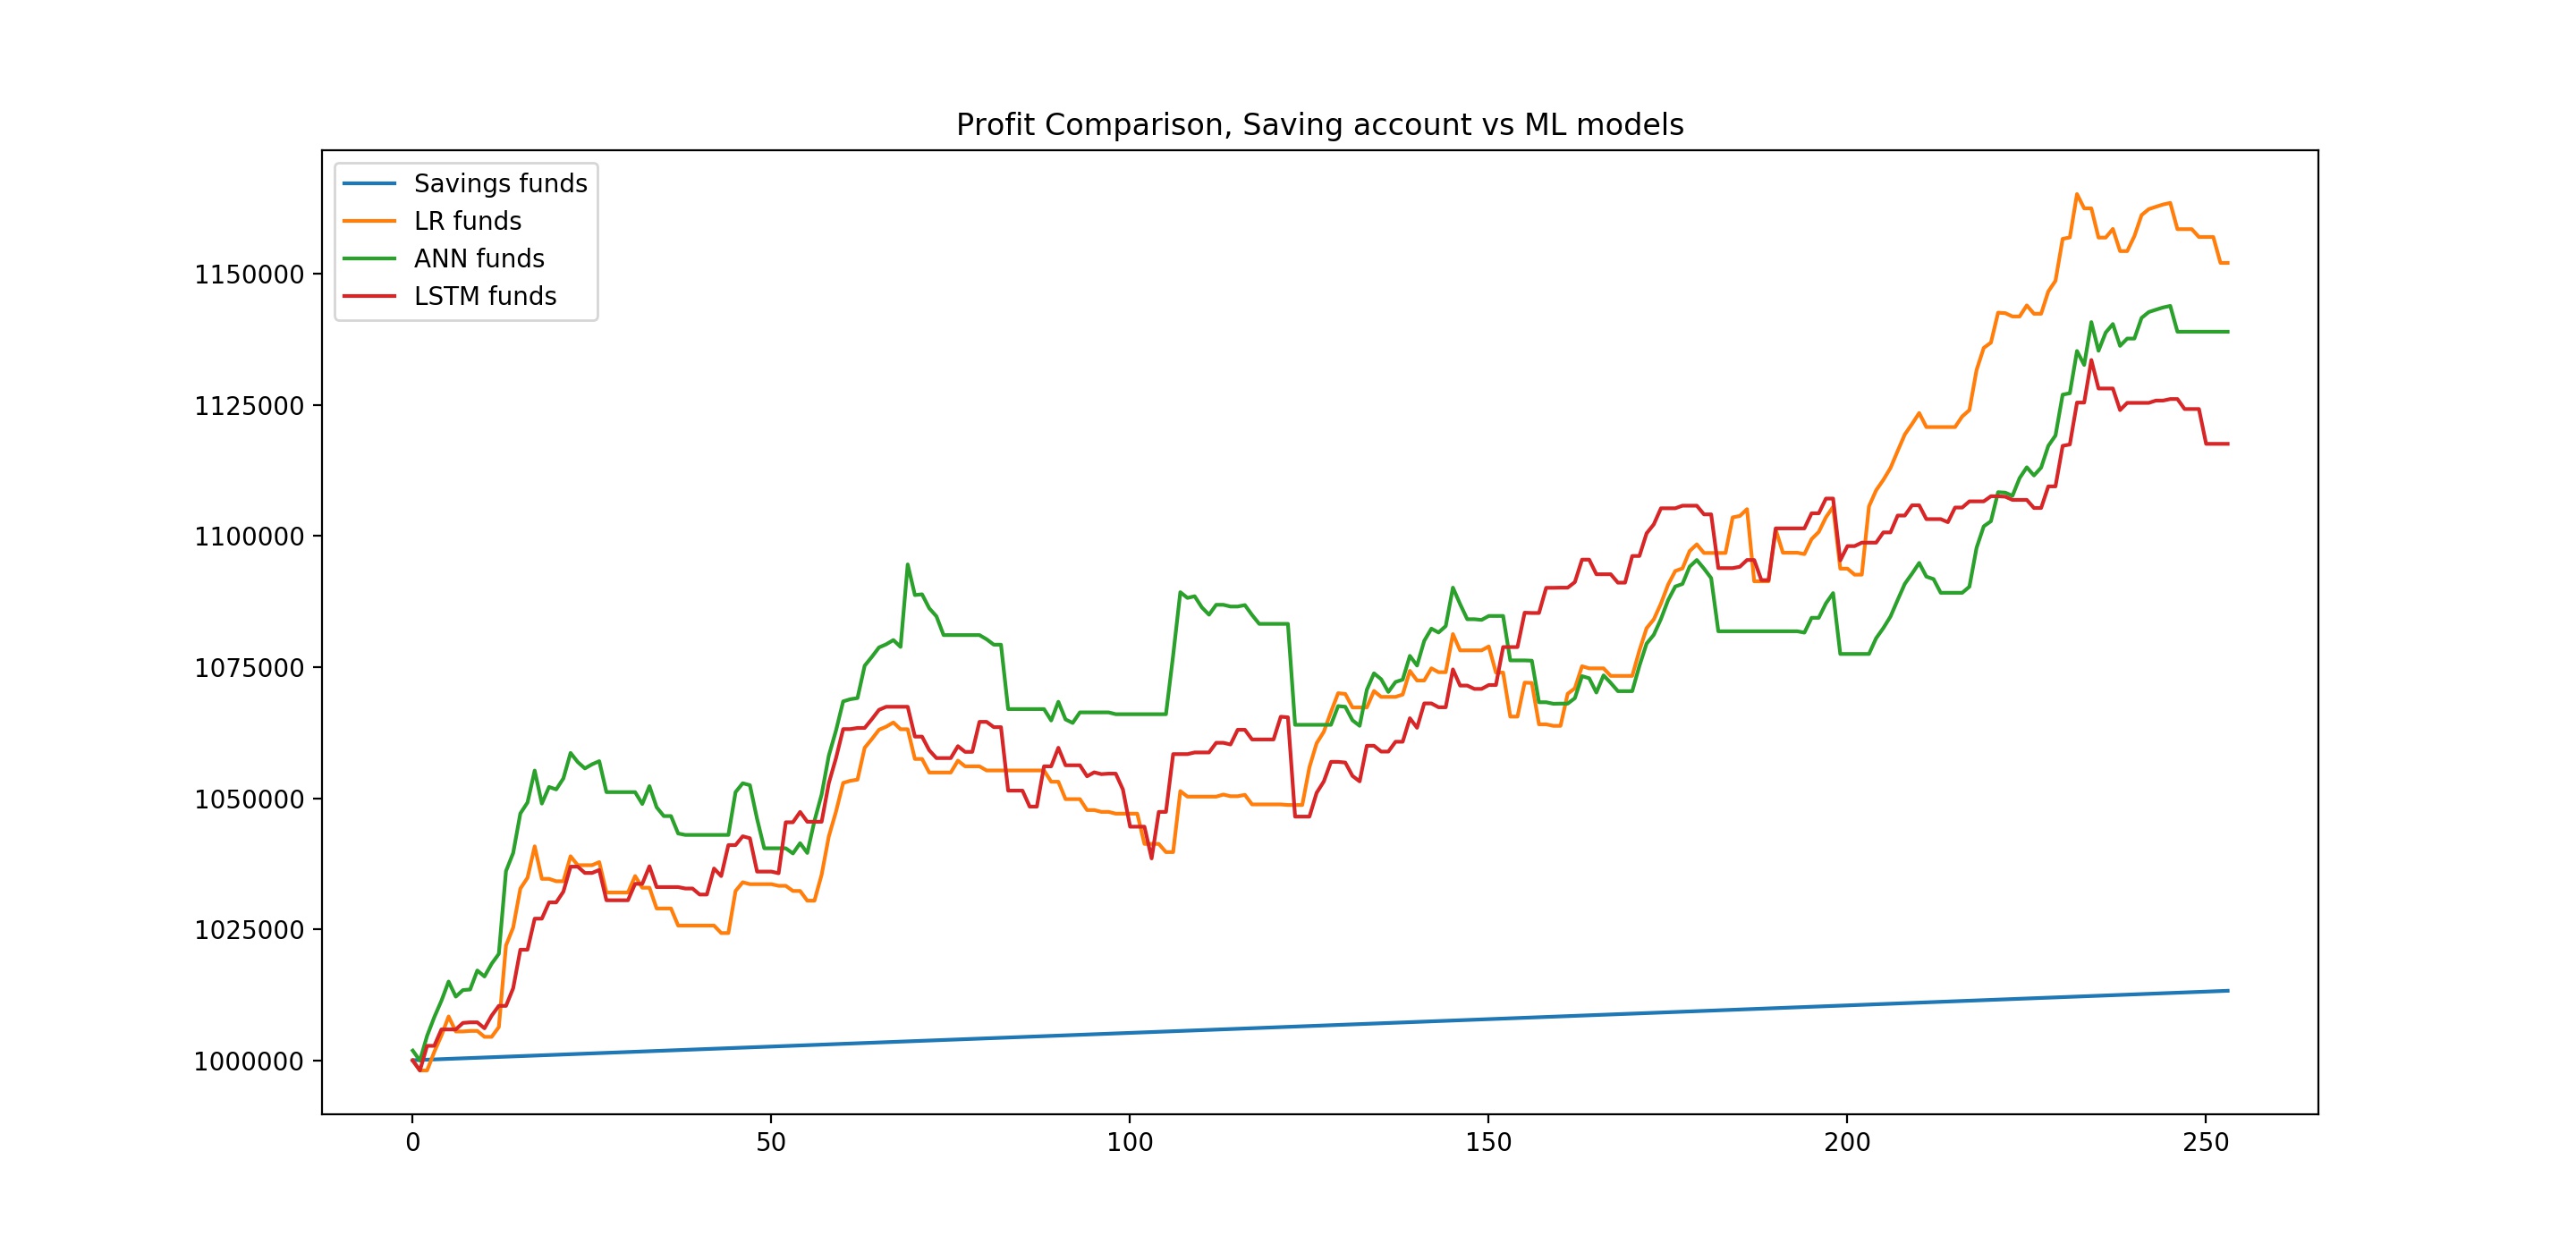 Profit Comparison, Saving account vs ML models
Savings funds
LR funds
ANN funds
LSTM funds
1150000
1125000
1100000
1075000
1050000
1025000
1000000
0 50 100 150 200 250